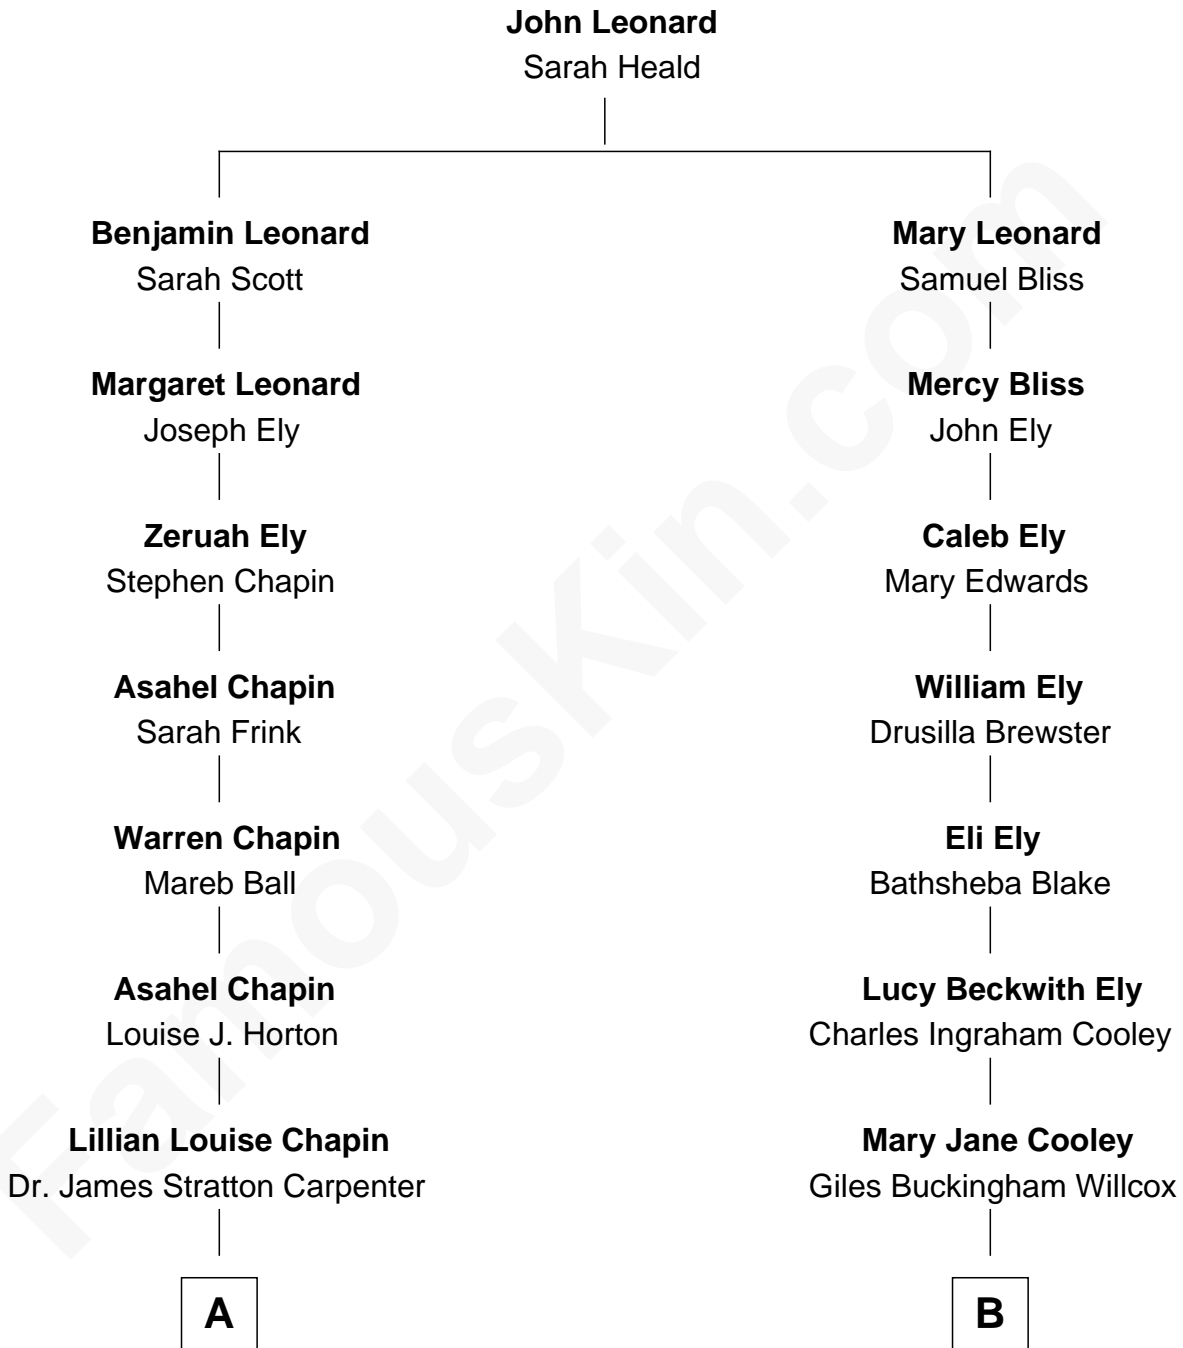 John Leonard
Sarah Heald
Benjamin Leonard
Sarah Scott
Mary Leonard
Samuel Bliss
Margaret Leonard
Joseph Ely
Mercy Bliss
John Ely
Zeruah Ely
Stephen Chapin
Caleb Ely
Mary Edwards
Asahel Chapin
Sarah Frink
William Ely
Drusilla Brewster
Warren Chapin
Mareb Ball
Eli Ely
Bathsheba Blake
Asahel Chapin
Louise J. Horton
Lucy Beckwith Ely
Charles Ingraham Cooley
Lillian Louise Chapin
Dr. James Stratton Carpenter
Mary Jane Cooley
Giles Buckingham Willcox
A
B
FamousKin.com